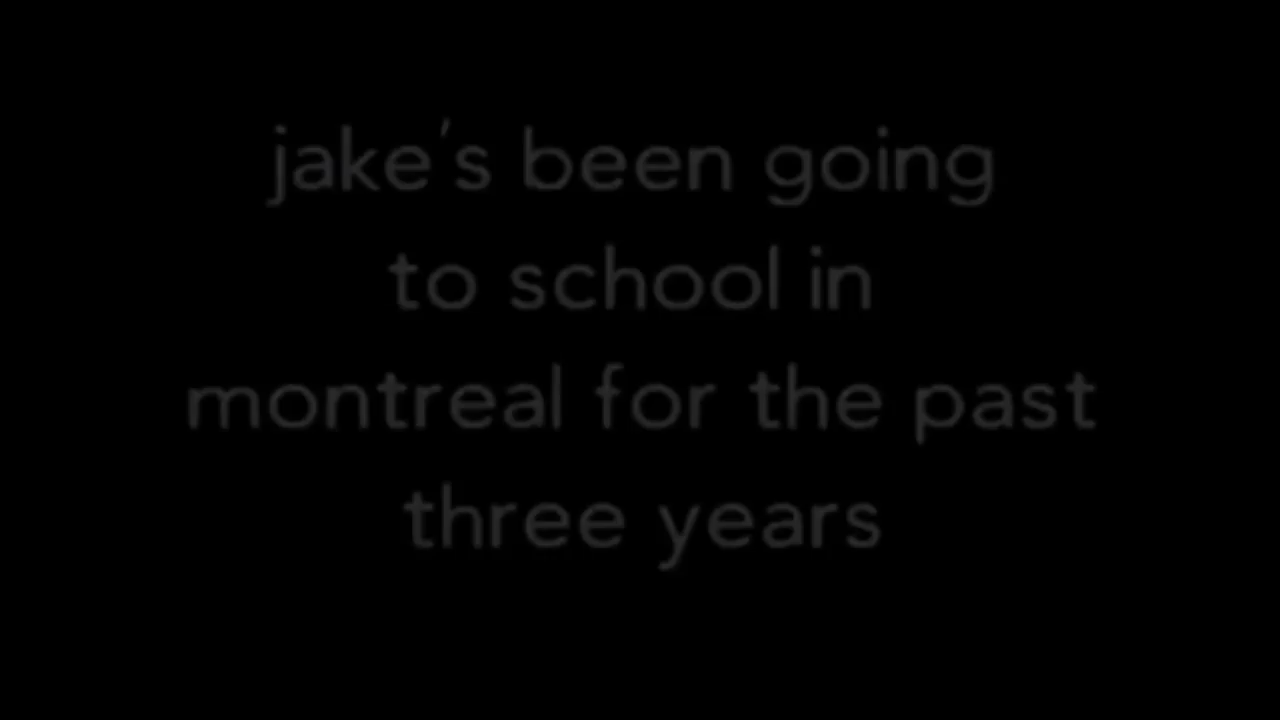 jake's been going
to school in
montreal for the past
three years